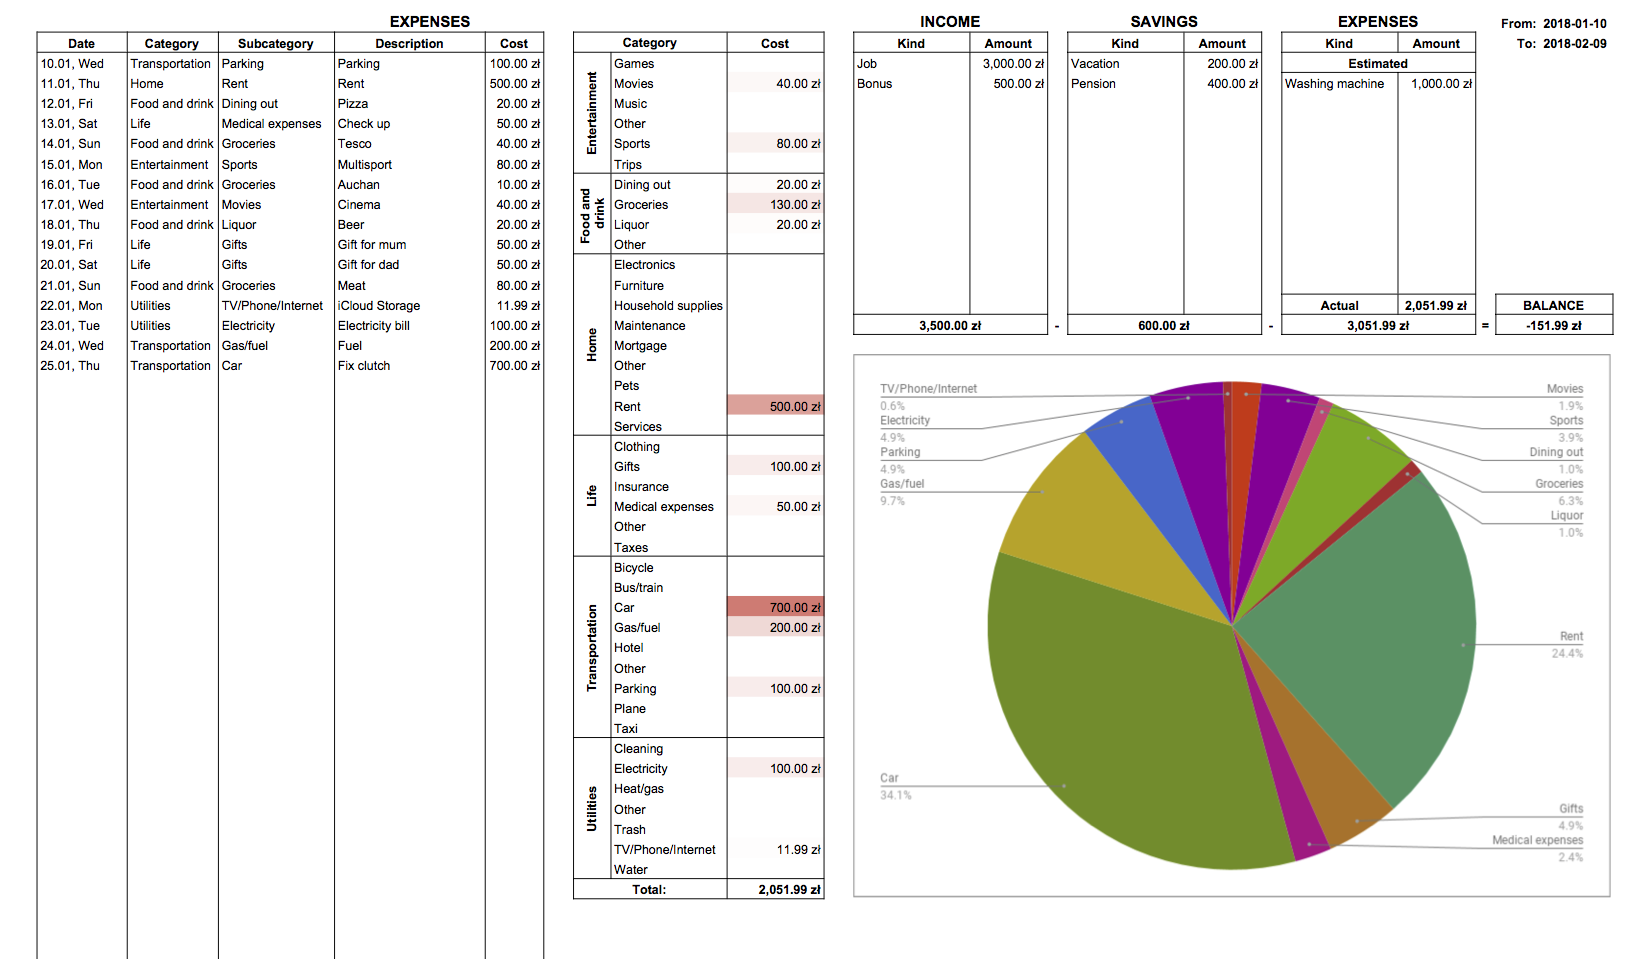 EXPENSES
Date Category Subcategory Description Cost
10.01, Wed Transportation Parking Parking 100.00 zł
11.01, Thu Home Rent Rent 500.00 zł
12.01, Fri Food and drink Dining out Pizza 20.00 zł
13.01, Sat Life Medical expenses Check up 50.00 zł
14.01, Sun Food and drink Groceries Tesco 40.00 zł
15.01, Mon Entertainment Sports Multisport 80.00 zł
16.01, Tue Food and drink Groceries Auchan 10.00 zł
17.01, Wed Entertainment Movies Cinema 40.00 zł
18.01, Thu Food and drink Liquor Beer 20.00 zł
19.01, Fri Life Gifts Gift for mum 50.00 zł
20.01, Sat Life Gifts Gift for dad 50.00 zł
21.01, Sun Food and drink Groceries Meat 80.00 zł
22.01, Mon Utilities TV/Phone/Internet iCloud Storage 11.99 zł
23.01, Tue Utilities Electricity Electricity bill 100.00 zł
24.01, Wed Transportation Gas/fuel Fuel 200.00 zł
25.01, Thu Transportation Car Fix clutch 700.00 zł
Category Cost
Entertainment
Games
Movies 40.00 zł
Music
Other
Sports 80.00 zł
Trips
Food and
drink
Dining out 20.00 zł
Groceries 130.00 zł
Liquor 20.00 zł
Other
Home
Electronics
Furniture
Household supplies
Maintenance
Mortgage
Other
Pets
Rent 500.00 zł
Services
Life
Clothing
Gifts 100.00 zł
Insurance
Medical expenses 50.00 zł
Other
Taxes
Transportation
Bicycle
Bus/train
Car 700.00 zł
Gas/fuel 200.00 zł
Hotel
Other
Parking 100.00 zł
Plane
Taxi
Utilities
Cleaning
Electricity 100.00 zł
Heat/gas
Other
Trash
TV/Phone/Internet 11.99 zł
Water
Total: 2,051.99 zł
INCOME
Kind Amount
Job 3,000.00 zł
Bonus 500.00 zł
3,500.00 zł
-
SAVINGS
Kind Amount
Vacation 200.00 zł
Pension 400.00 zł
600.00 zł
-
EXPENSES
Kind Amount
Estimated
Washing machine 1,000.00 zł
Actual 2,051.99 zł
3,051.99 zł
=
From: 2018-01-10
To: 2018-02-09
BALANCE
-151.99 zł
TV/Phone/Internet
0.6%
Electricity
4.9%
Parking
4.9%
Gas/fuel
9.7%
Car
34.1%
Movies
1.9%
Sports
3.9%
Dining out
1.0%
Groceries
6.3%
Liquor
1.0%
Rent
24.4%
Gifts
4.9%
Medical expenses
2.4%